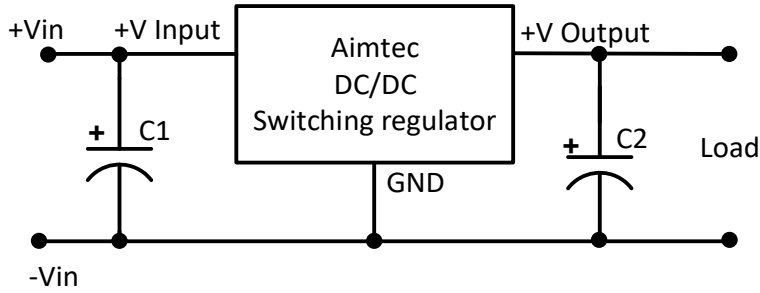 +Vin
+V Input
Aimtec
DC/DC
Switching regulator
+V Output
+
C1
+
C2
Load
GND
-Vin